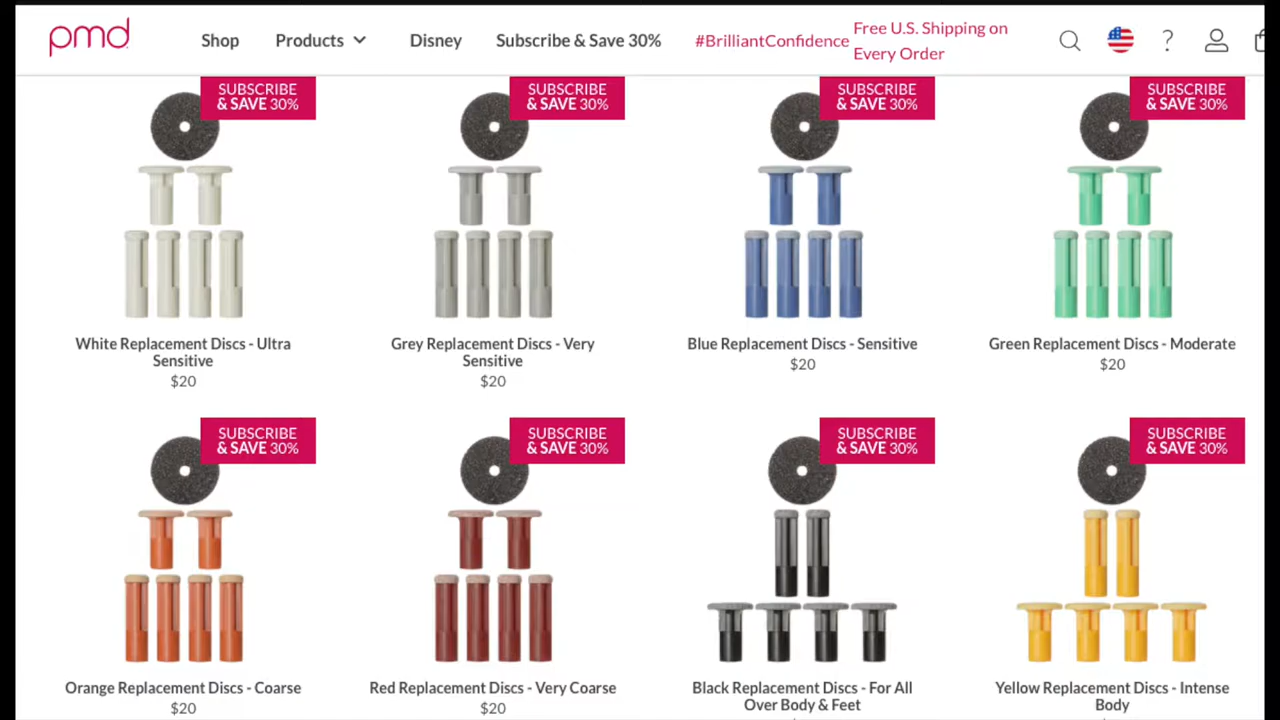 pmd
Shop Products Disney Subscribe & Save 30% #BrilliantConfidence Free U.S. Shipping on
Every Order
?
SUBSCRIBE
& SAVE 30%
SUBSCRIBE
& SAVE 30%
SUBSCRIBE
& SAVE 30%
SUBSCRIBE
& SAVE 30%
White Replacement Discs - Ultra
Sensitive
$20
Grey Replacement Discs - Very
Sensitive
$20
Blue Replacement Discs - Sensitive
$20
Green Replacement Discs - Moderate
$20
SUBSCRIBE
& SAVE 30%
SUBSCRIBE
& SAVE 30%
SUBSCRIBE
& SAVE 30%
SUBSCRIBE
& SAVE 30%
Orange Replacement Discs - Coarse
$20
Red Replacement Discs - Very Coarse
$20
Black Replacement Discs - For All
Over Body & Feet
Yellow Replacement Discs - Intense
Body